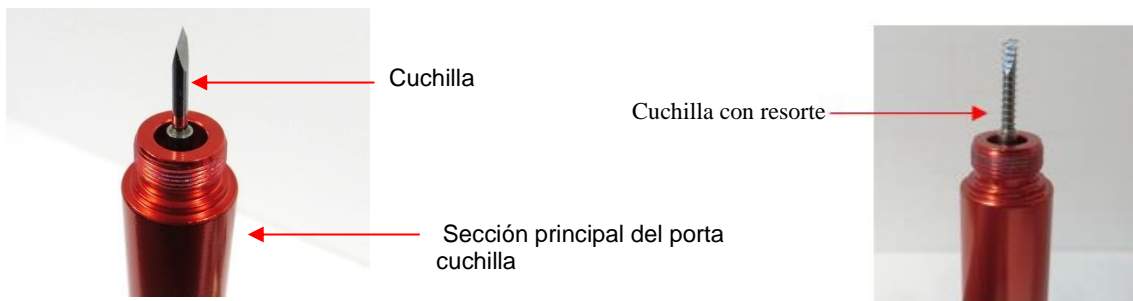 Cuchilla
Cuchilla con resorte
Sección principal del porta
cuchilla